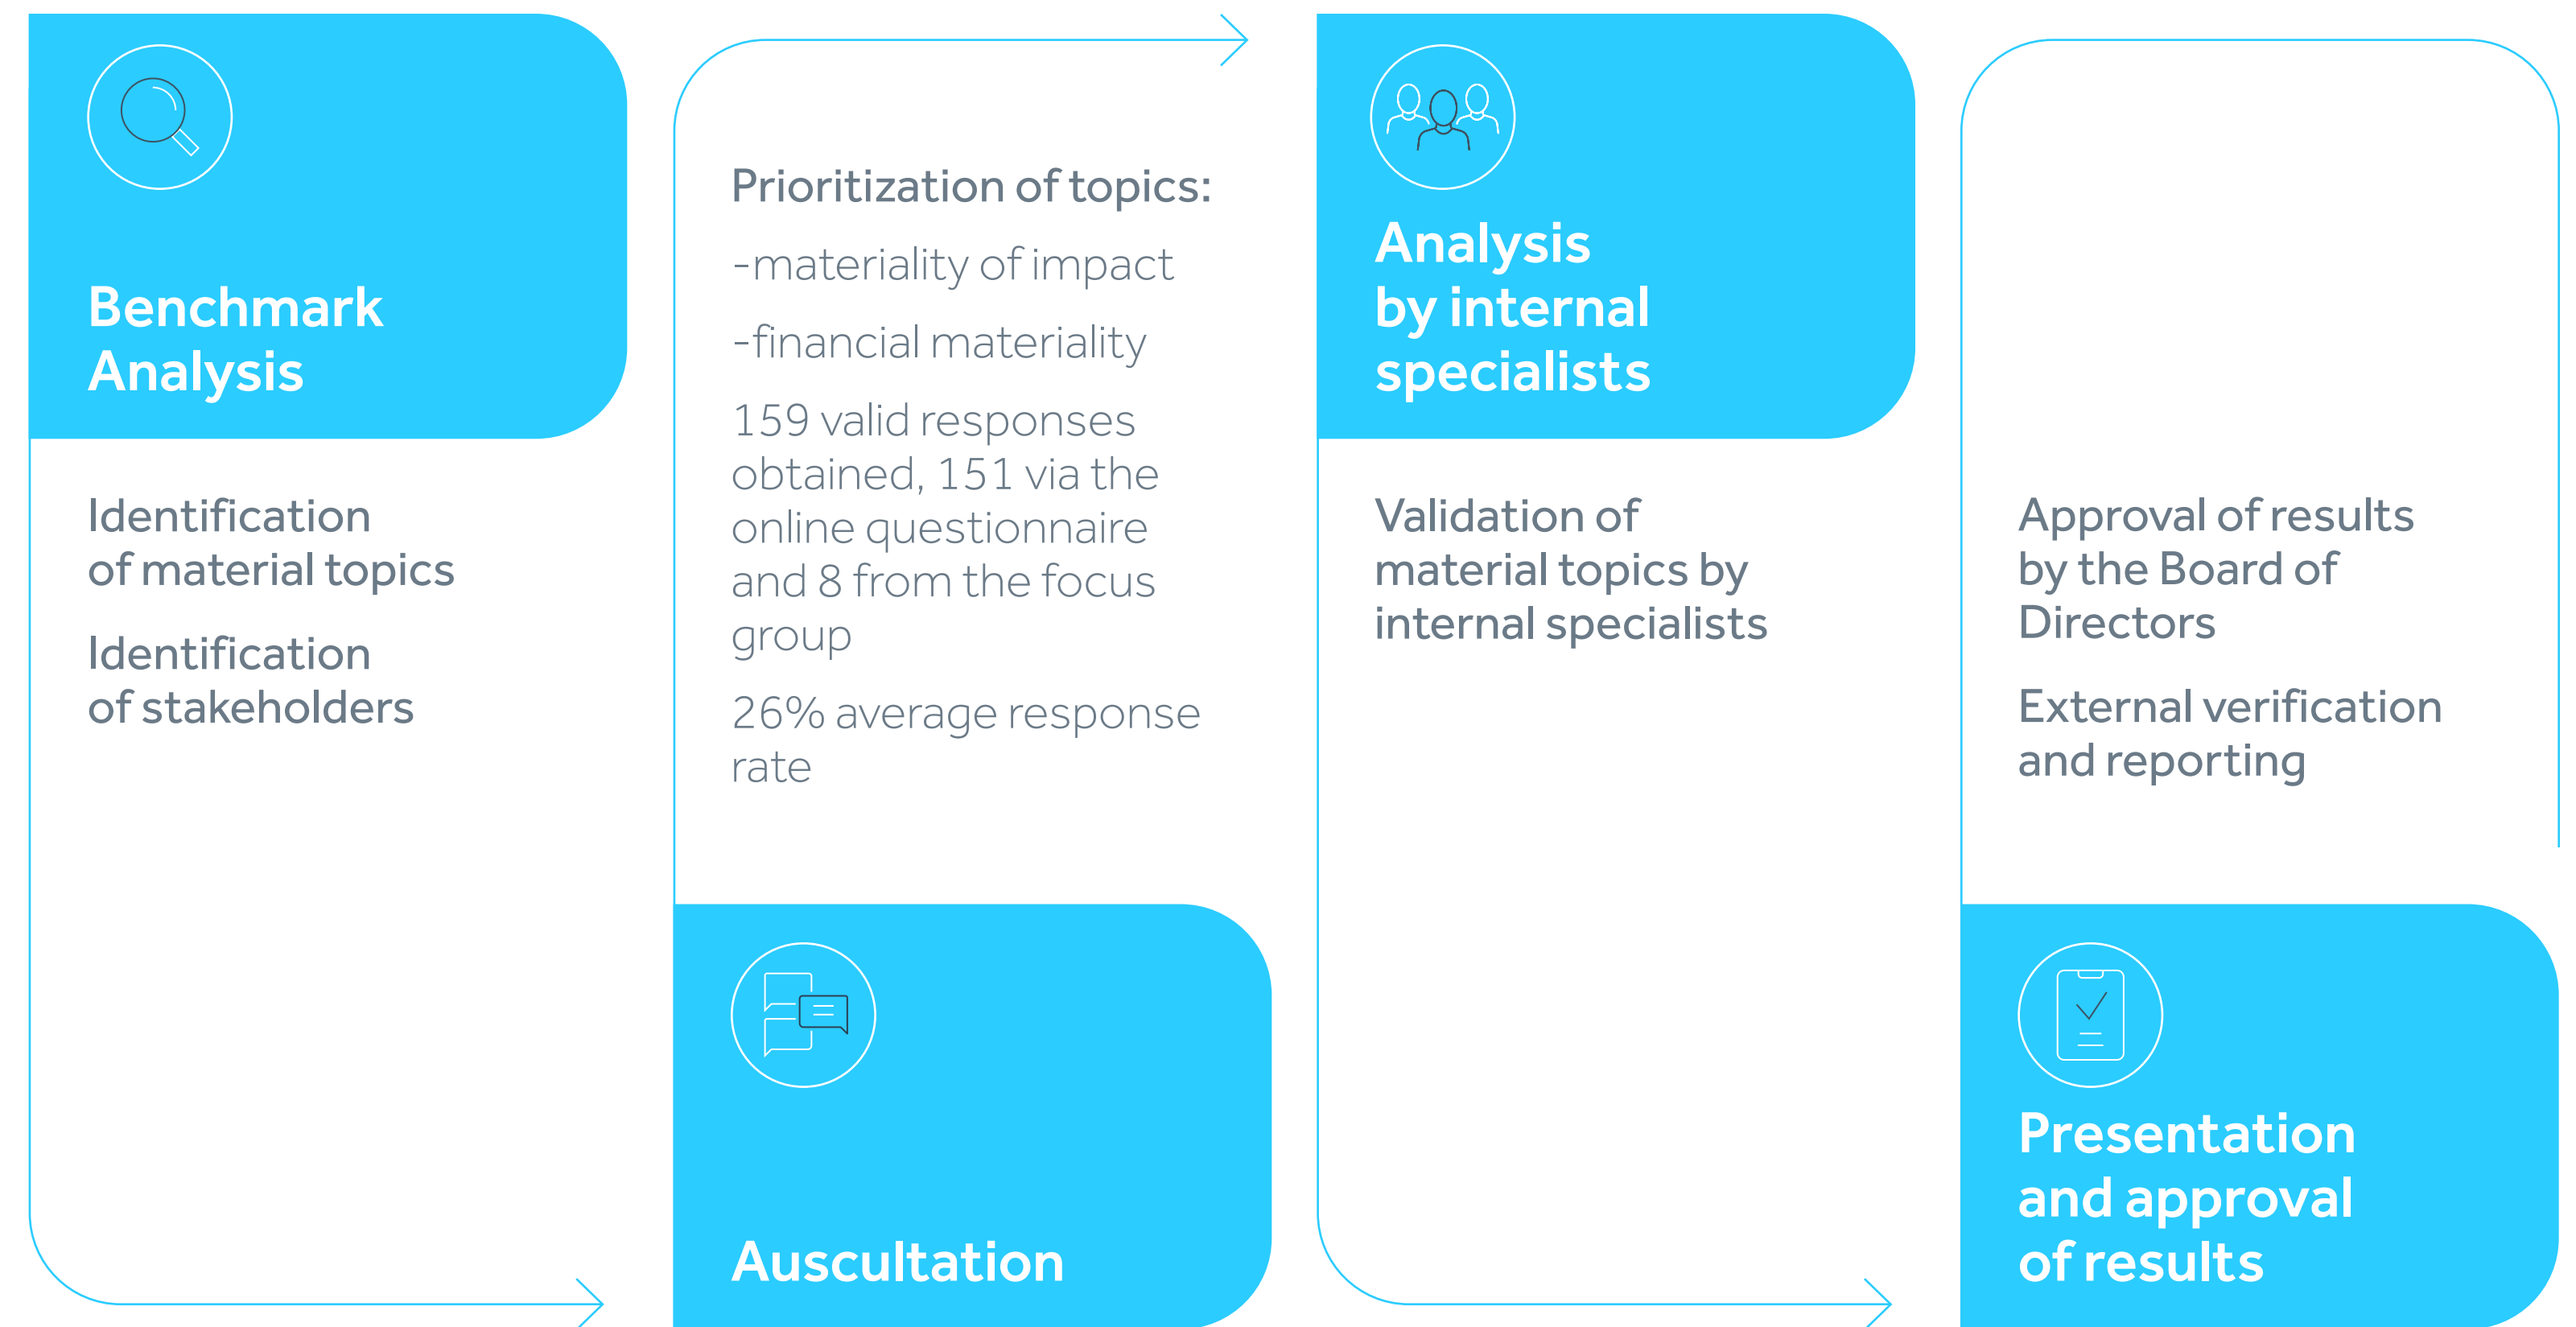 Benchmark
Analysis
Identification
of material topics
Identification
of stakeholders
Prioritization of topics:
-materiality of impact
-financial materiality
159 valid responses
obtained, 151 via the
online questionnaire
and 8 from the focus
group
26% average response
rate
Auscultation
Analysis
by internal
specialists
Validation of
material topics by
internal specialists
Approval of results
by the Board of
Directors
External verification
and reporting
Presentation
and approval
of results